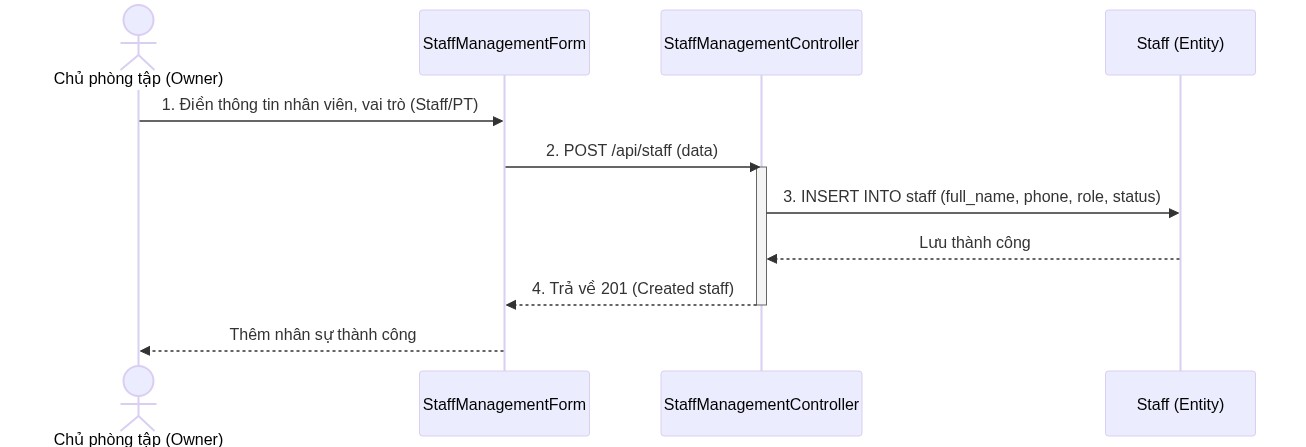 StaffManagementForm
StaffManagementController
Staff (Entity)
Chủ phòng tập (Owner)
1. Điền thông tin nhân viên, vai trò (Staff/PT)
2. POST /api/staff (data)
3. INSERT INTO staff (full_name, phone, role, status)
Lưu thành công
4. Trả về 201 (Created staff)
Thêm nhân sự thành công
StaffManagementForm
StaffManagementController
Staff (Entity)
Chủ phòng tập (Owner)